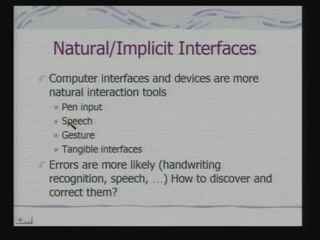 Natural/Implicit Interfaces
Computer interfaces and devices are more
natural interaction tools
Pen input
Speech
Gesture
Tangible interfaces
Errors are more likely (handwriting
recognition, speech, …) How to discover and
correct them?